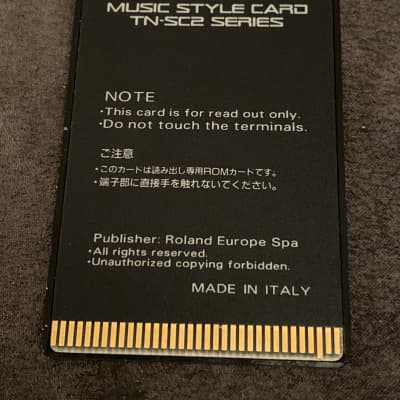 MUSIC STYLE CARD
TN-SC2 SERIES
NOTE
・This card is for read out only.
・Do not touch the terminals.
ご注意
・このカードは読み出し専用ROMカードです。
・端子部に直接手を触れないでください。
Publisher: Roland Europe Spa
・All rights reserved.
・Unauthorized copying forbidden.
MADE IN ITALY